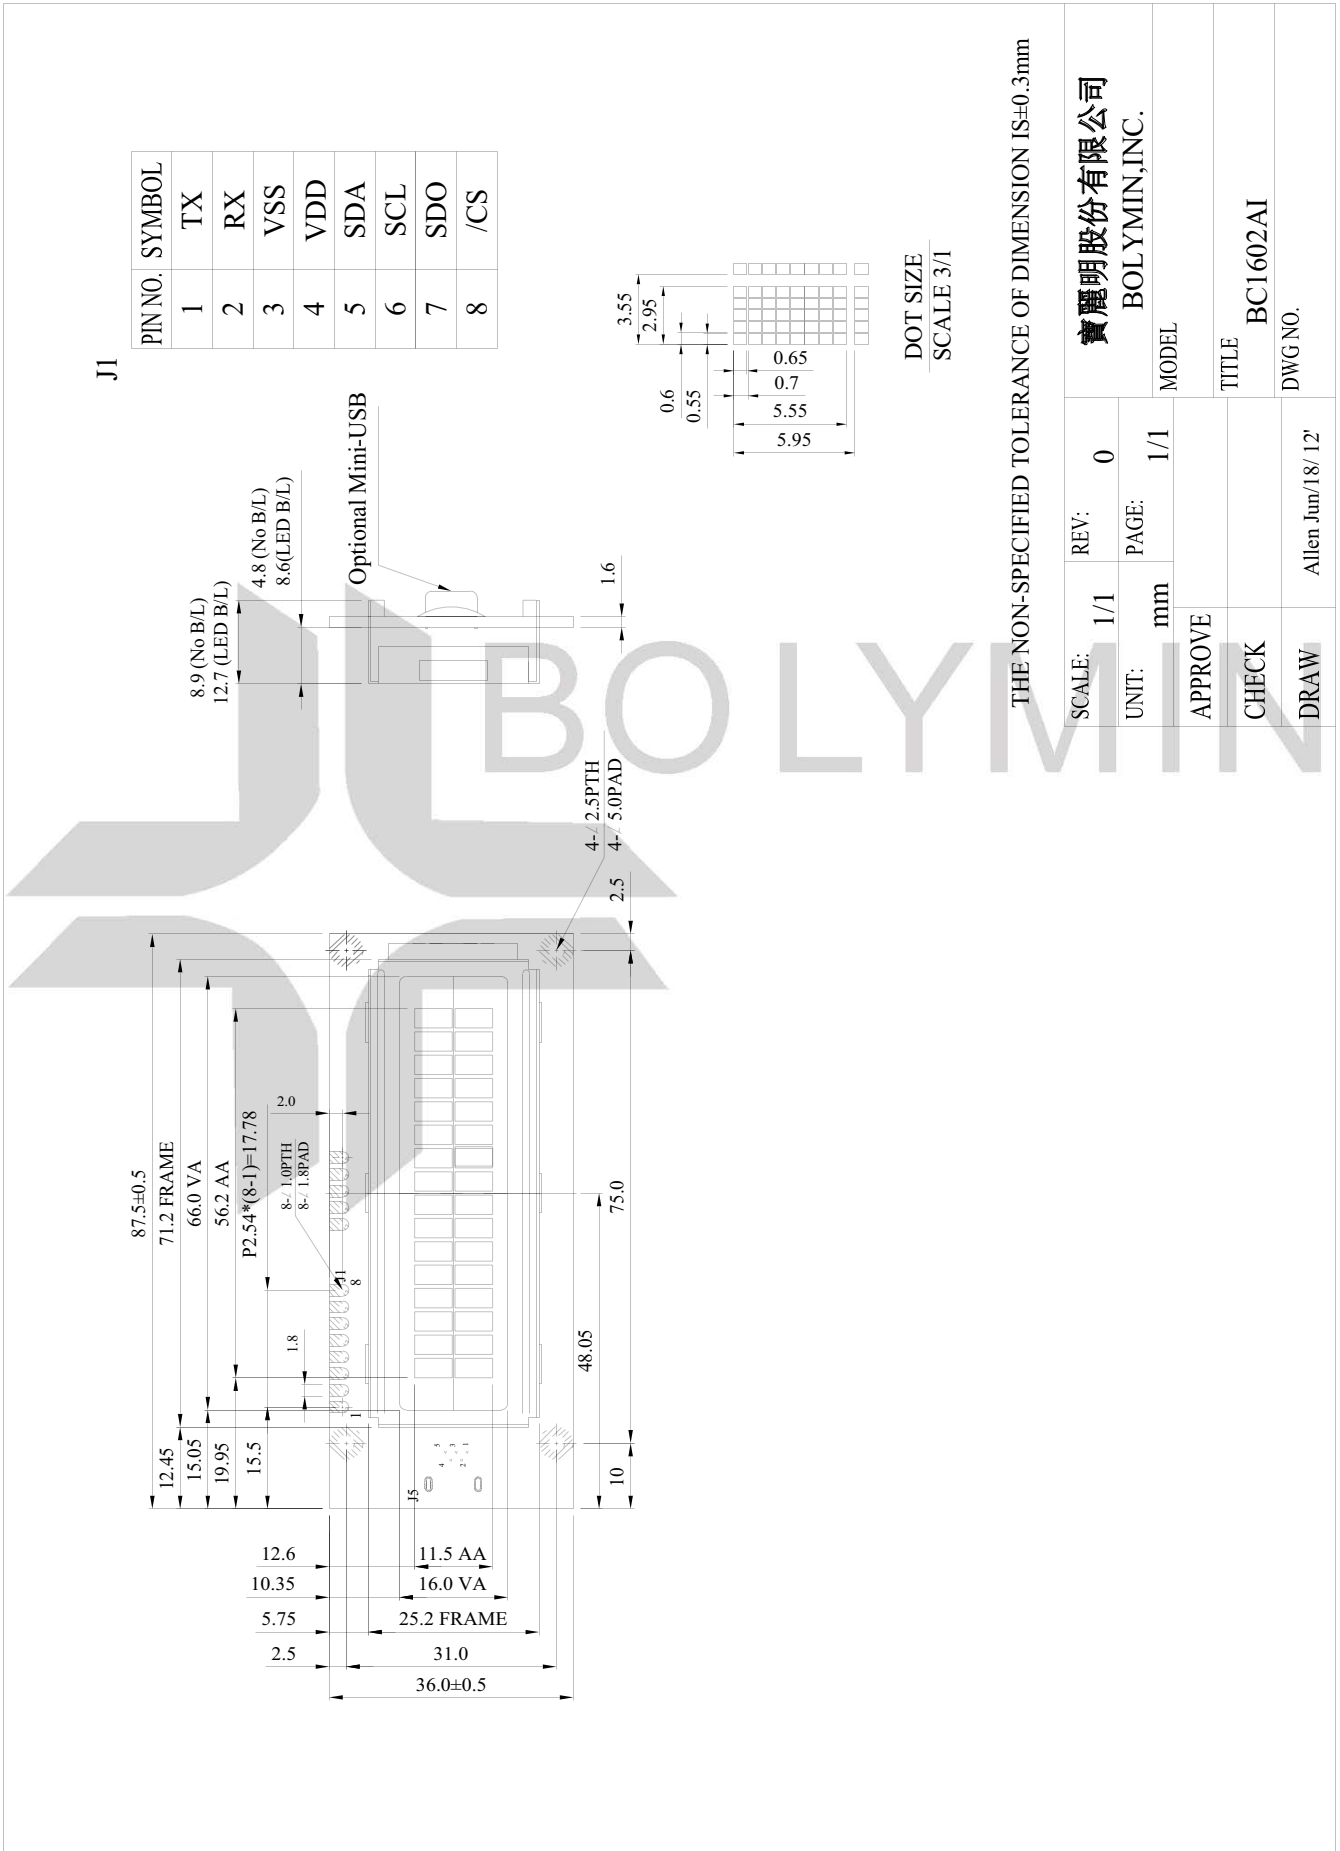 J1
PIN NO. SYMBOL
1 TX
2 RX
3 VSS
4 VDD
5 SDA
6 SCL
7 SDO
8 /CS
87.5±0.5
71.2 FRAME
66.0 VA
56.2 AA
P2.54*(8-1)=17.78
12.45
15.05
19.95
15.5
1.8
2.0
8- 1.0PTH
8- 1.8PAD
J1
1
8
J5
1
2
3
4
5
12.6
11.5 AA
10.35
16.0 VA
5.75
25.2 FRAME
2.5
31.0
36.0±0.5
10
75.0
2.5
48.05
4- 2.5PTH
4- 5.0PAD
8.9 (No B/L)
12.7 (LED B/L)
4.8 (No B/L)
8.6(LED B/L)
Optional Mini-USB
1.6
3.55
2.95
0.6
0.55
0.65
0.7
5.55
5.95
DOT SIZE
SCALE 3/1
THE NON-SPECIFIED TOLERANCE OF DIMENSION IS±0.3mm
SCALE: 1/1
REV: 0
寶麗明股份有限公司
BOLYMIN,INC.
UNIT: mm
PAGE: 1/1
MODEL
APPROVE
TITLE
BC1602AI
CHECK
DWG NO.
DRAW
Allen Jun/18/ 12'
BOLYMIN